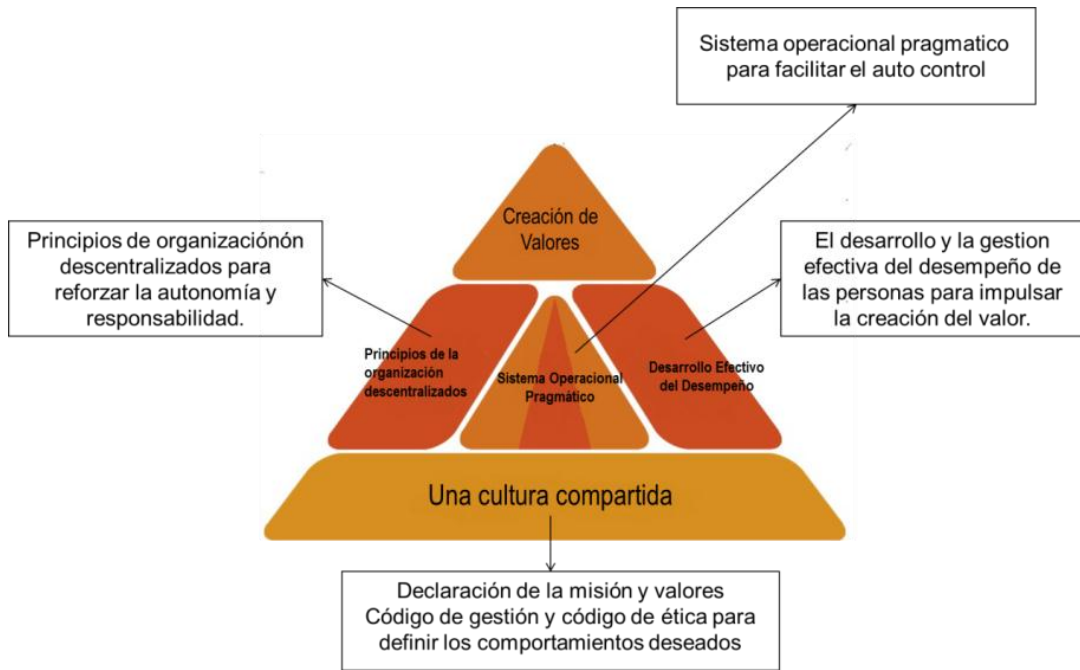 Sistema operacional pragmatico
para facilitar el auto control
Creación de
Valores
Principios de organizaciónón
descentralizados para
reforzar la autonomía y
responsabilidad.
El desarrollo y la gestion
efectiva del desempeño de
las personas para impulsar
la creación del valor.
Principios de la
organización
descentralizados
Sistema Operacional
Pragmático
Desarrollo Efectivo
del Desempeño
Una cultura compartida
Declaración de la misión y valores
Código de gestión y código de ética para
definir los comportamientos deseados